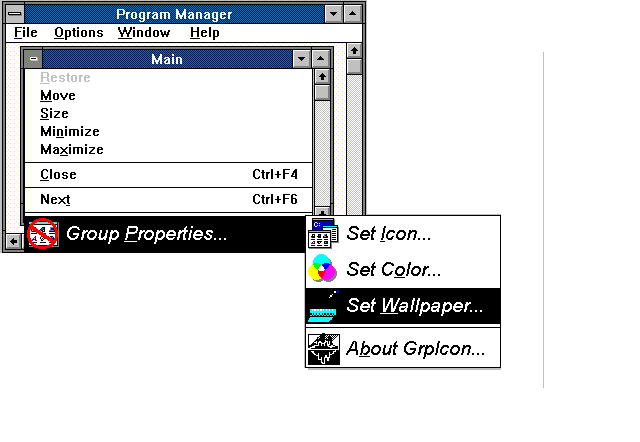 Program Manager
File Options Window Help
Main
Restore
Move
Size
Minimize
Maximize
Close Ctrl+F4
Next Ctrl+F6
Group Properties...
Set Icon...
Set Color...
Set Wallpaper...
About GrpIcon...